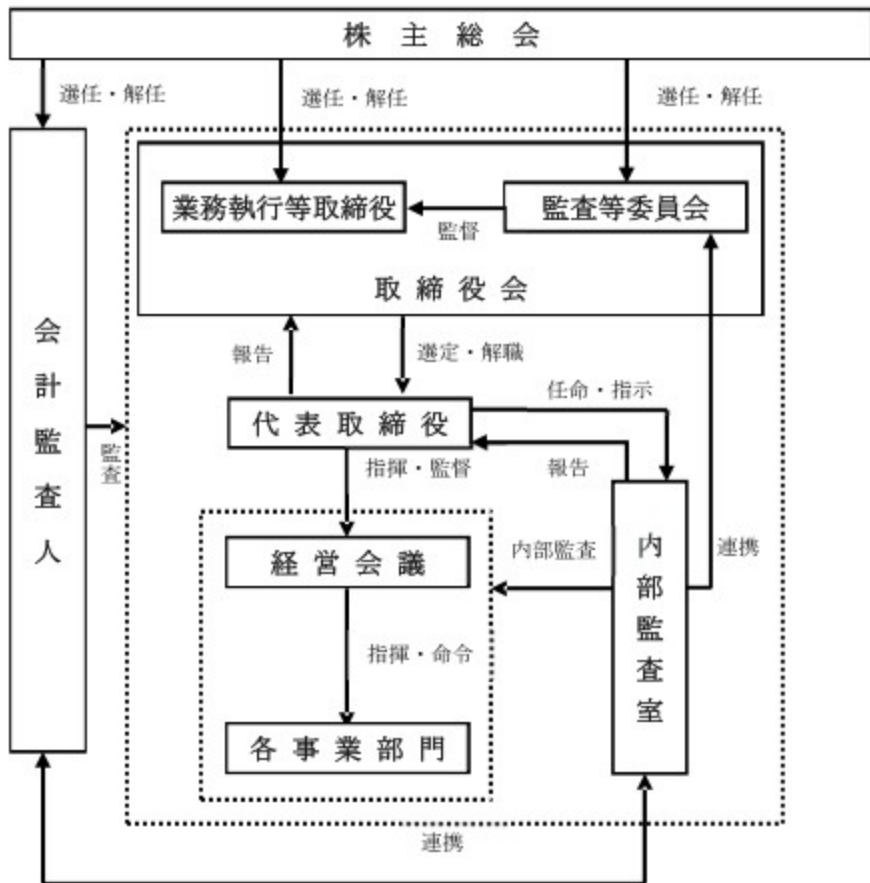 株主総会
選任・解任
選任・解任
選任・解任
業務執行等取締役
監査等委員会
監督
取締役会
会計監査人
監査
報告
選定・解職
代表取締役
任命・指示
報告
指揮・監督
経営会議
内部監査
内部監査室
連携
指揮・命令
各事業部門
連携